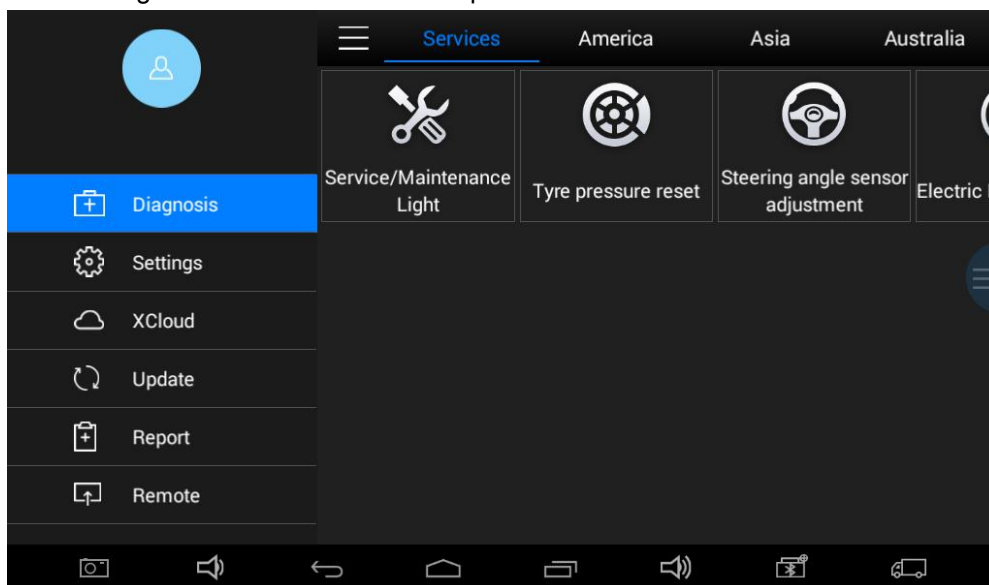 Services America Asia Australia
Service/Maintenance
Light
Tyre pressure reset
Steering angle sensor
adjustment
Electric
Diagnosis
Settings
XCloud
Update
Report
Remote